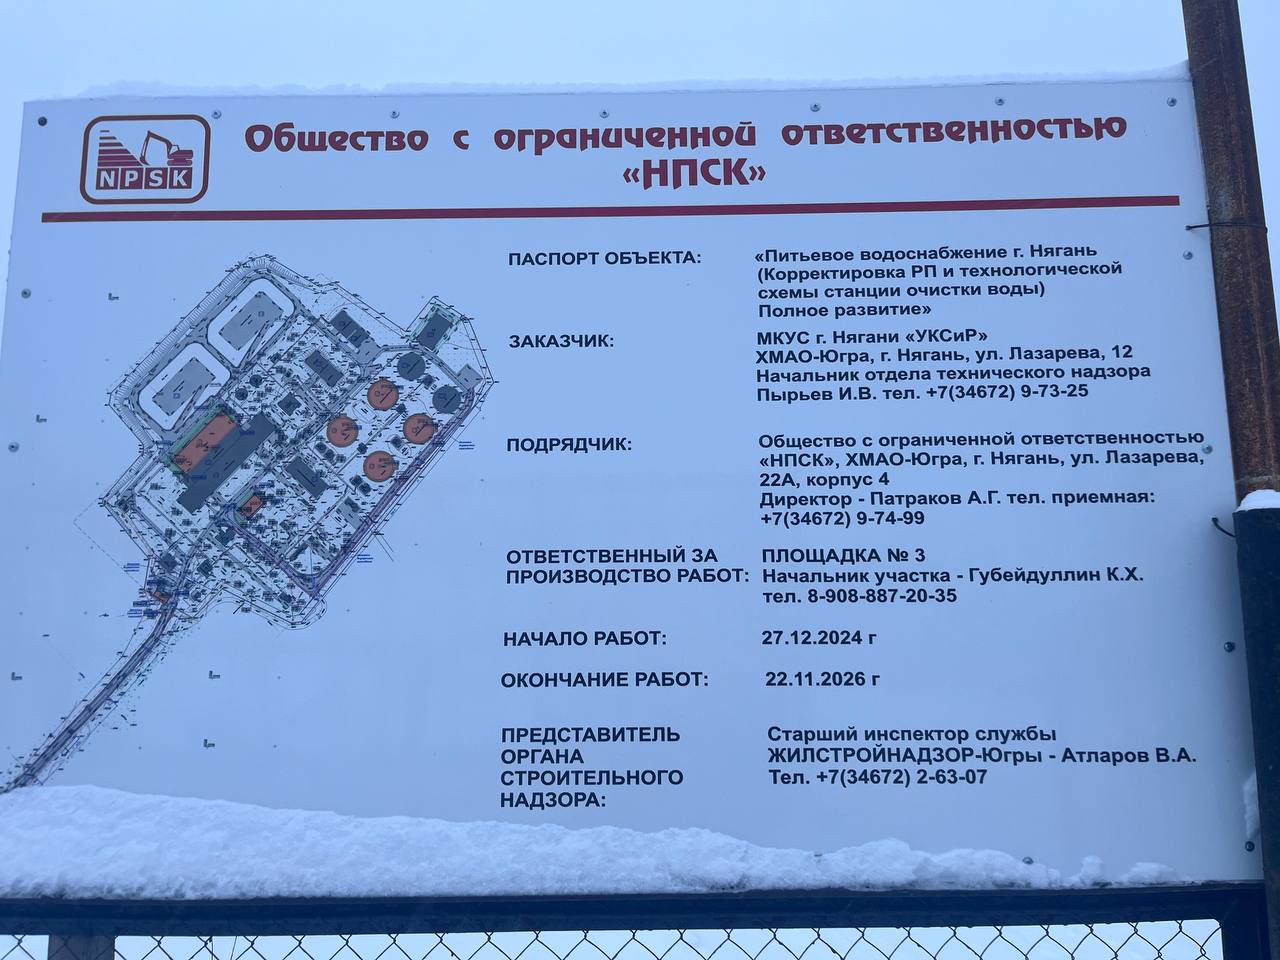 NPSK
Общество с ограниченной ответственностью
«НПСК»
ПАСПОРТ ОБЪЕКТА:
«Питьевое водоснабжение г. Нягань
(Корректировка РП и технологической
схемы станции очистки воды)
Полное развитие»
ЗАКАЗЧИК:
МКУС г. Нягани «УКСиР»
ХМАО-Югра, г. Нягань, ул. Лазарева, 12
Начальник отдела технического надзора
Пырьев И.В. тел. +7(34672) 9-73-25
ПОДРЯДЧИК:
Общество с ограниченной ответственностью
«НПСК», ХМАО-Югра, г. Нягань, ул. Лазарева,
22А, корпус 4
Директор - Патраков А.Г. тел. приемная:
+7(34672) 9-74-99
ОТВЕТСТВЕННЫЙ ЗА
ПРОИЗВОДСТВО РАБОТ:
ПЛОЩАДКА № 3
Начальник участка - Губейдуллин К.Х.
тел. 8-908-887-20-35
НАЧАЛО РАБОТ:
27.12.2024 г
ОКОНЧАНИЕ РАБОТ:
22.11.2026 г
ПРЕДСТАВИТЕЛЬ
ОРГАНА
СТРОИТЕЛЬНОГО
НАДЗОРА:
Старший инспектор службы
ЖИЛСТРОЙНАДЗОР-Югры - Атларов В.А.
Тел. +7(34672) 2-63-07